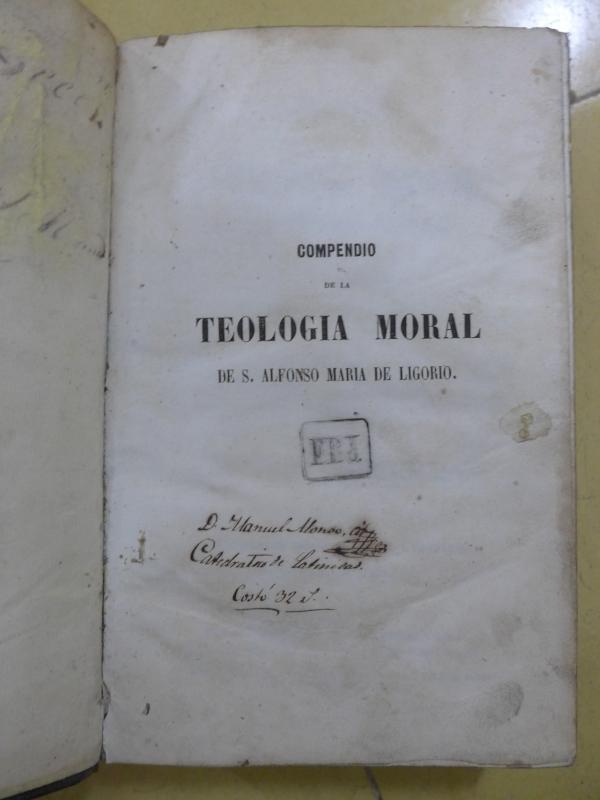 COMPENDIO
DE LA
TEOLOGIA MORAL
DE S. ALFONSO MARIA DE LIGORIO.
F.B.J.
D. Manuel Alonso,
Catedratico de Latinidad.
Costó 32